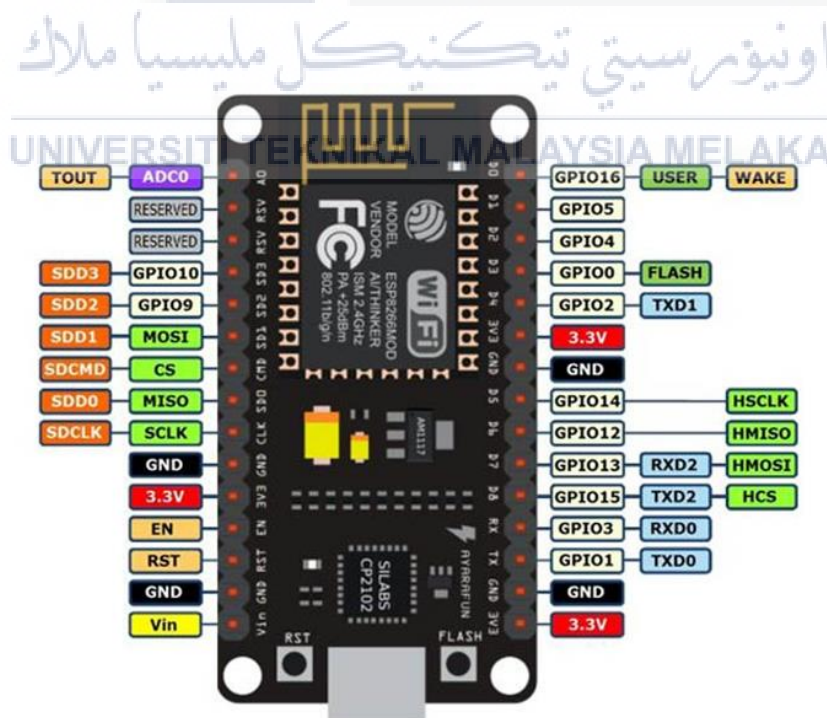 اونيۏرسيتي تيكنيكل مليسيا ملاك
UNIVERSITI TEKNIKAL MALAYSIA MELAKA
TOUT ADC0 A0
RESERVED RSV
RESERVED RSV
SDD3 GPIO10 SD3
SDD2 GPIO9 SD2
SDD1 MOSI SD1
SDCMD CS CMD
SDD0 MISO SD0
SDCLK SCLK CLK
GND GND
3.3V 3V3
EN EN
RST RST
GND GND
Vin Vin
MODEL ESP8266MOD
VENDOR AI/THINKER
ISM 2.4GHz
PA +25dBm
802.11b/g/n
FC
Wi Fi
AM1117
SILABS
CP2102
AYARAFUN
RST
FLASH
D0 GPIO16 USER WAKE
D1 GPIO5
D2 GPIO4
D3 GPIO0 FLASH
D4 GPIO2 TXD1
3V3 3.3V
GND GND
D5 GPIO14 HSCLK
D6 GPIO12 HMISO
D7 GPIO13 RXD2 HMOSI
D8 GPIO15 TXD2 HCS
RX GPIO3 RXD0
TX GPIO1 TXD0
GND GND
3V3 3.3V